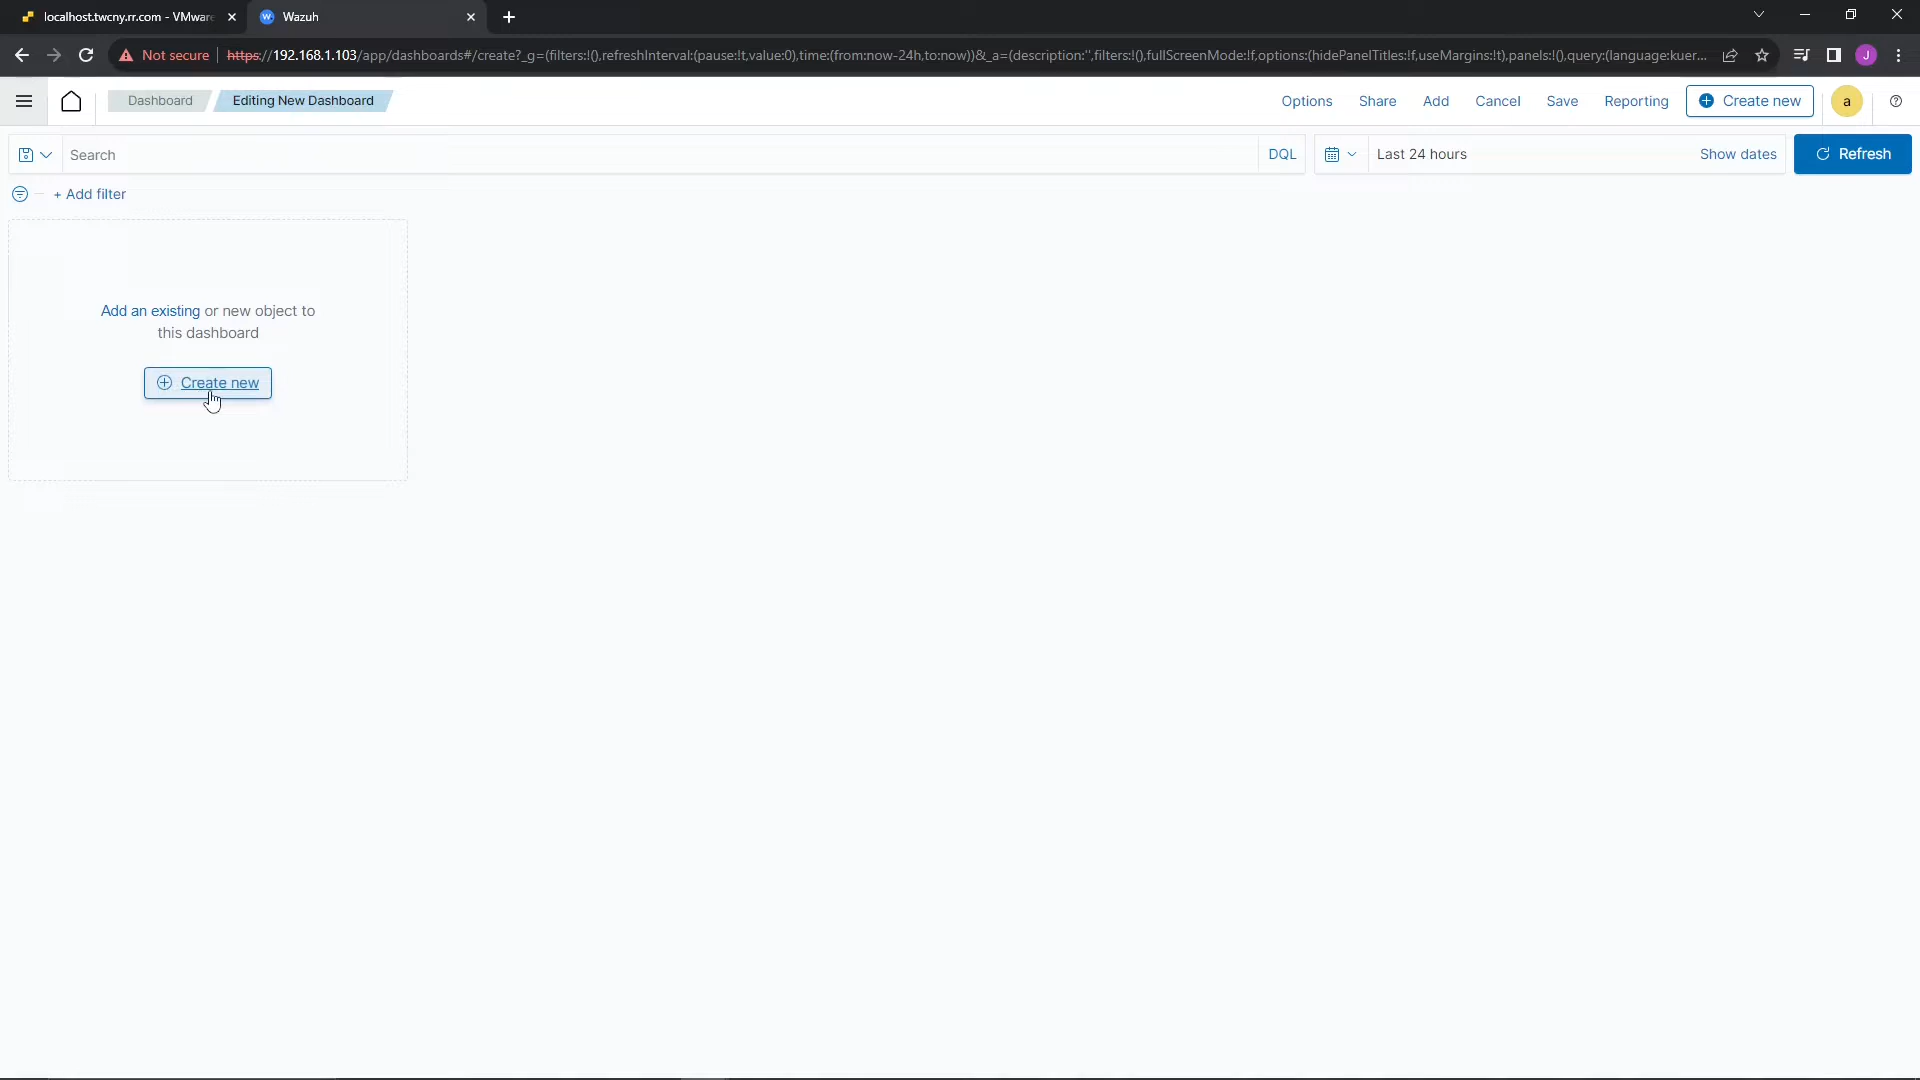 localhost.twcny.rr.com - VMware
Wazuh
Not secure
https://192.168.1.103/app/dashboards#/create?_g=(filters:!(),refreshInterval:(pause:!t,value:0),time:(from:now-24h,to:now))&_a=(description:'',filters:!(),fullScreenMode:!f,options:(hidePanelTitles:!f,useMargins:!t),panels:!(),query:(language:kuer...
J
Dashboard
Editing New Dashboard
Options
Share
Add
Cancel
Save
Reporting
Create new
a
Search
DQL
Last 24 hours
Show dates
Refresh
+ Add filter
Add an existing or new object to
this dashboard
Create new